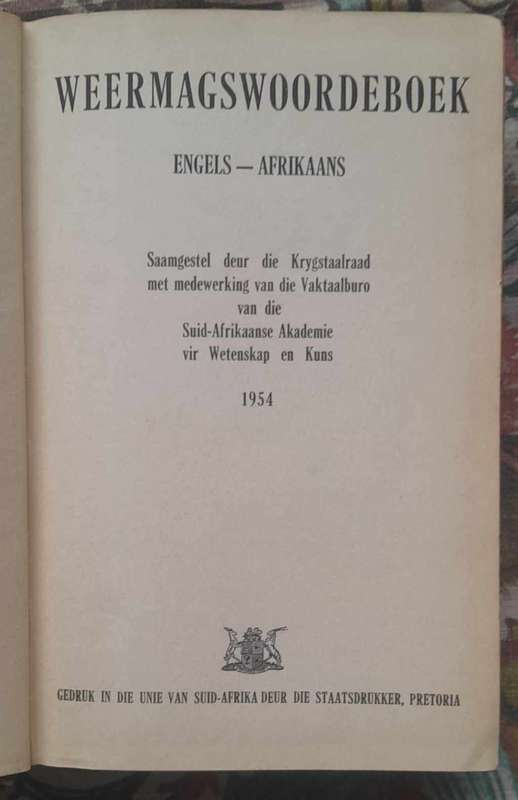 WEERMAGSWOORDEBOEK
ENGELS — AFRIKAANS
Saamgestel deur die Krygstaalraad
met medewerking van die Vaktaalburo
van die
Suid-Afrikaanse Akademie
vir Wetenskap en Kuns
1954
GEDRUK IN DIE UNIE VAN SUID-AFRIKA DEUR DIE STAATSDRUKKER, PRETORIA